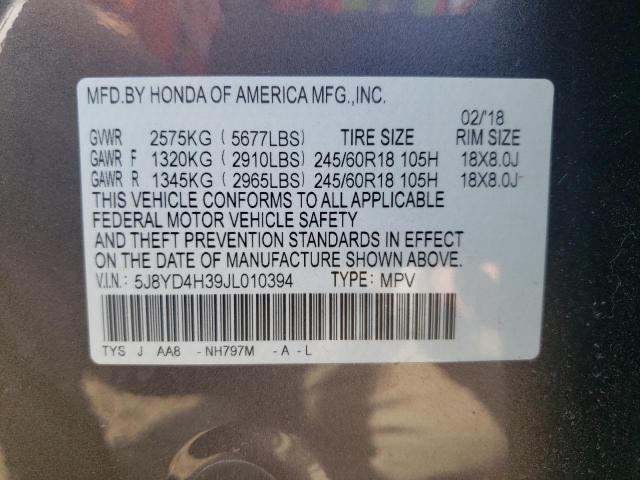 MFD.BY HONDA OF AMERICA MFG.,INC.
02/'18
GVWR 2575KG ( 5677LBS) TIRE SIZE RIM SIZE
GAWR F 1320KG ( 2910LBS) 245/60R18 105H 18X8.0J
GAWR R 1345KG ( 2965LBS) 245/60R18 105H 18X8.0J
THIS VEHICLE CONFORMS TO ALL APPLICABLE
FEDERAL MOTOR VEHICLE SAFETY
AND THEFT PREVENTION STANDARDS IN EFFECT
ON THE DATE OF MANUFACTURE SHOWN ABOVE.
V.I.N.: 5J8YD4H39JL010394 TYPE: MPV
TYS J AA8 - NH797M - A - L